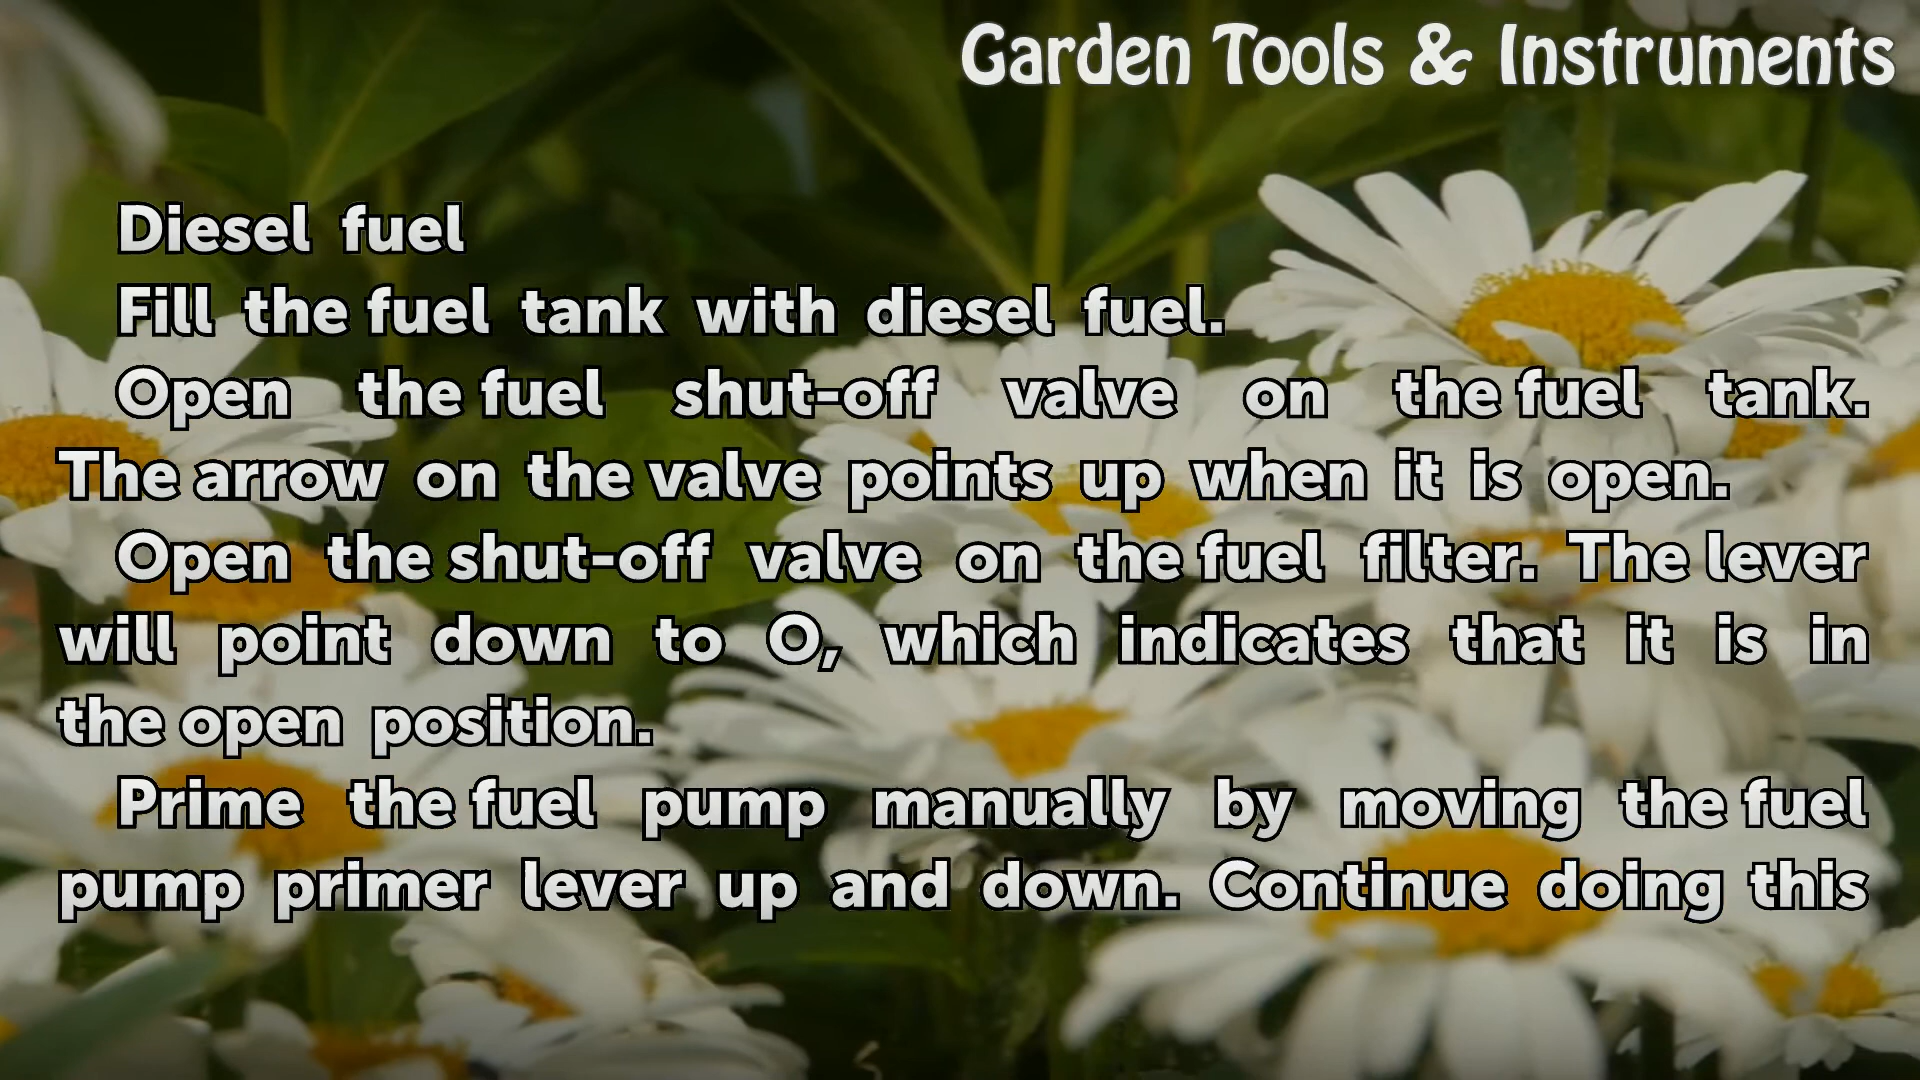 Garden Tools & Instruments
Diesel fuel
Fill the fuel tank with diesel fuel.
Open the fuel shut-off valve on the fuel tank.
The arrow on the valve points up when it is open.
Open the shut-off valve on the fuel filter. The lever
will point down to O, which indicates that it is in
the open position.
Prime the fuel pump manually by moving the fuel
pump primer lever up and down. Continue doing this